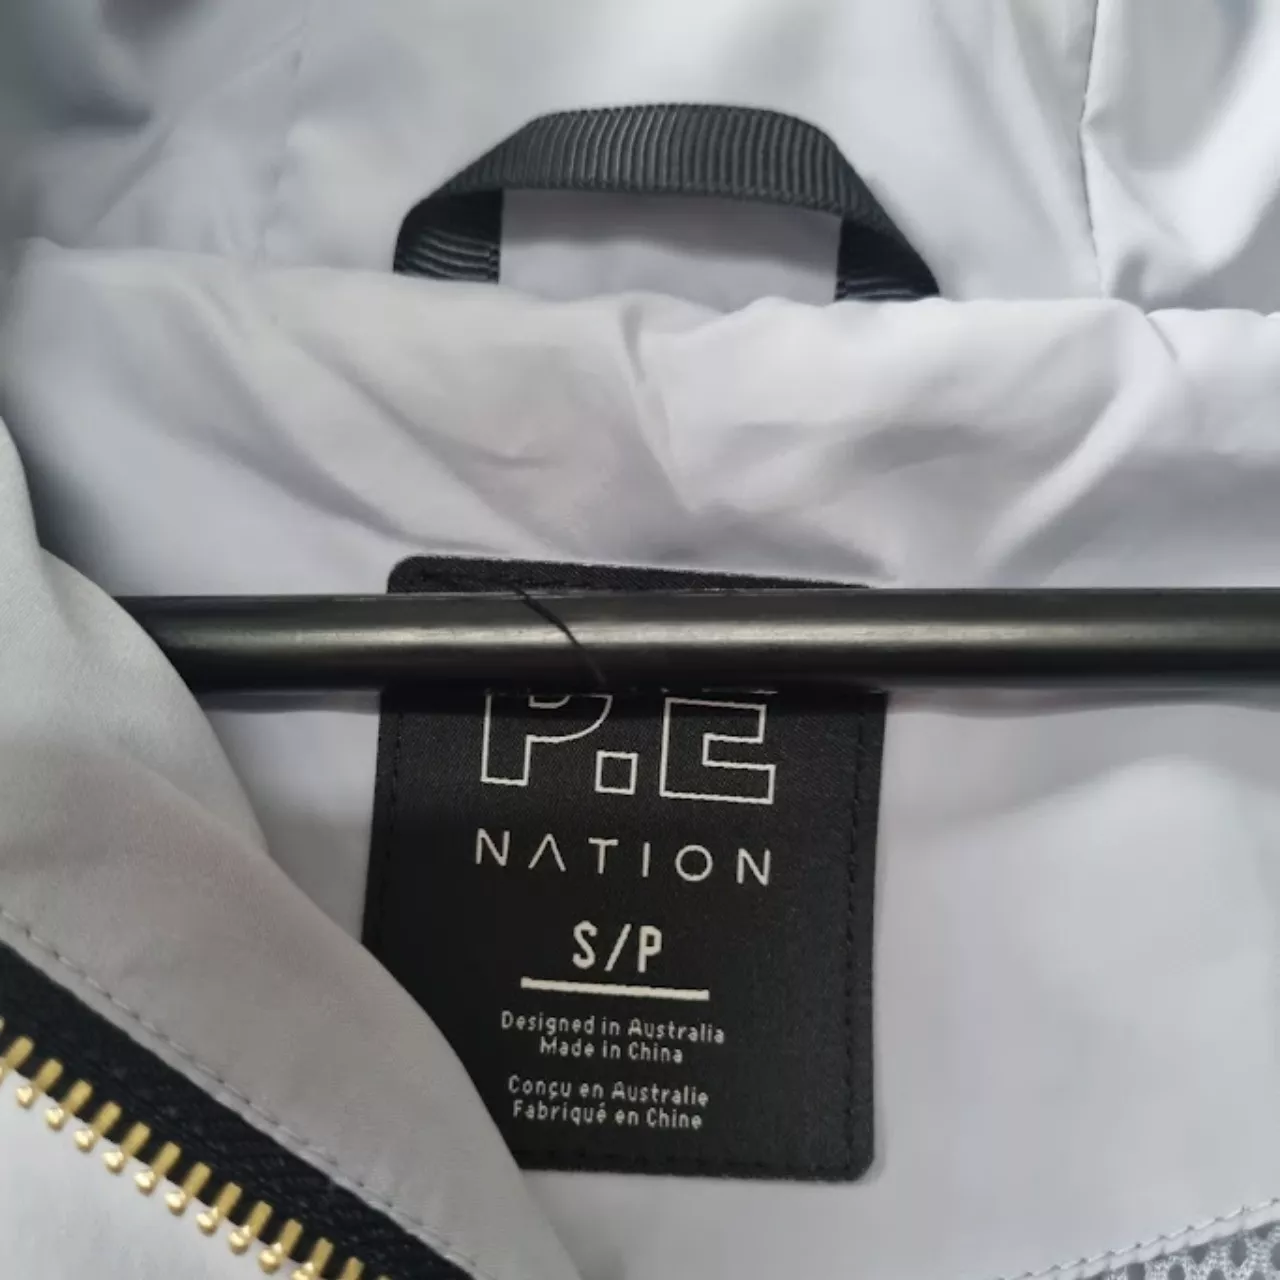 P.E
NATION
S/P
Designed in Australia
Made in China
Conçu en Australie
Fabriqué en Chine